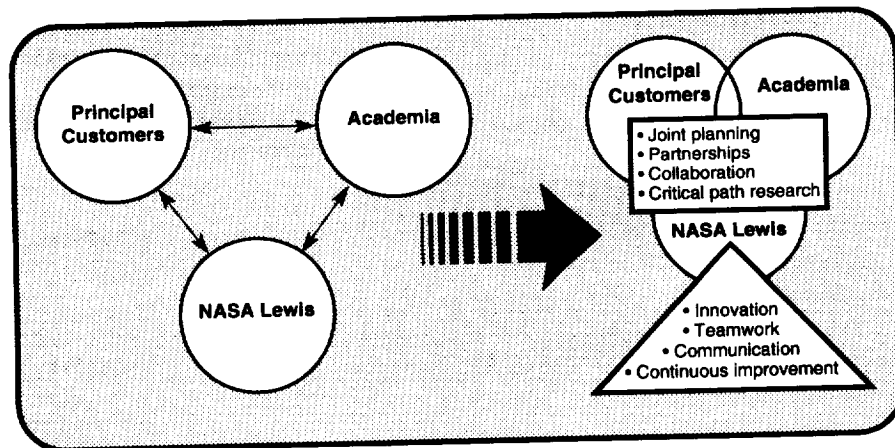 Principal
Customers
Academia
NASA Lewis
Principal
Customers
Academia
• Joint planning
• Partnerships
• Collaboration
• Critical path research
NASA Lewis
• Innovation
• Teamwork
• Communication
• Continuous improvement